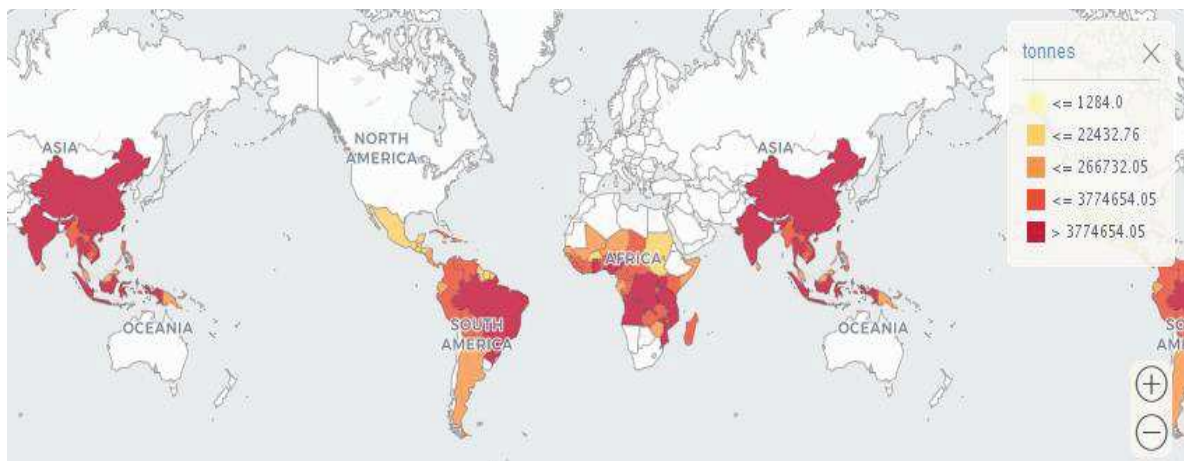 tonnes
<= 1284.0
<= 22432.76
<= 266732.05
<= 3774654.05
> 3774654.05
ASIA
NORTH
AMERICA
ASIA
AFRICA
OCEANIA
SOUTH
AMERICA
OCEANIA